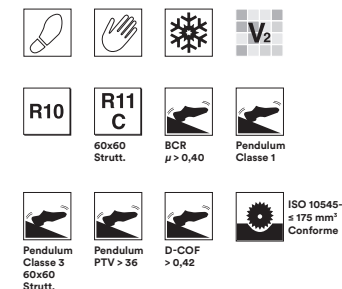 V2
R10
R11
C
60x60
Strutt.
BCR
μ > 0,40
Pendulum
Classe 1
Pendulum
Classe 3
60x60
Strutt.
Pendulum
PTV > 36
D-COF
> 0,42
ISO 10545-
≤ 175 mm³
Conforme